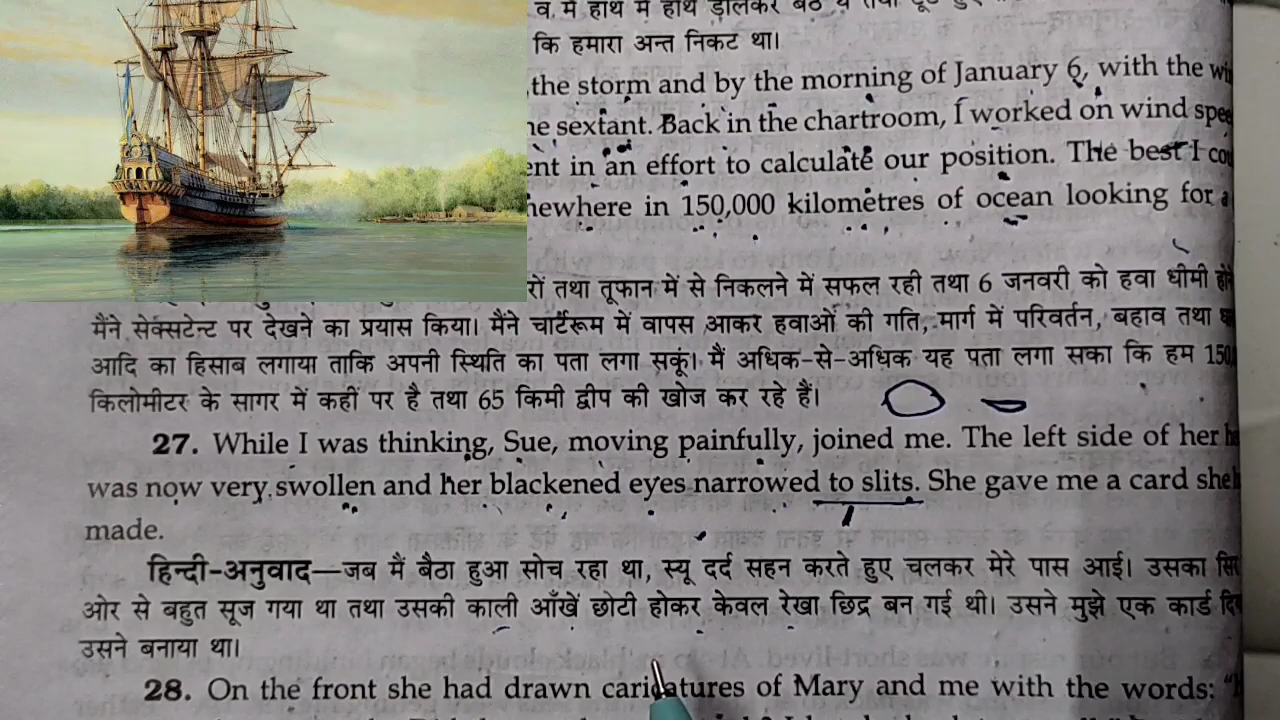 व में हाथ में हाथ डालकर बैठे थे तथा
कि हमारा अन्त निकट था।
the storm and by the morning of January 6, with the
sextant. Back in the chartroom, I worked on wind
in an effort to calculate our position. The best I
in 150,000 kilometres of ocean looking for a
तथा तूफान में से निकलने में सफल रही तथा 6 जनवरी को हवा धीमी होने
मैंने सेक्सटेन्ट पर देखने का प्रयास किया। मैंने चार्टरूम में वापस आकर हवाओं की गति, मार्ग में परिवर्तन, बहाव तथा
आदि का हिसाब लगाया ताकि अपनी स्थिति का पता लगा सकूं। मैं अधिक-से-अधिक यह पता लगा सका कि हम
किलोमीटर के सागर में कहीं पर है तथा 65 किमी द्वीप की खोज कर रहे हैं।
27. While I was thinking, Sue, moving painfully, joined me. The left side of her
was now very swollen and her blackened eyes narrowed to slits. She gave me a card she
made.
हिन्दी-अनुवाद—जब मैं बैठा हुआ सोच रहा था, स्यू दर्द सहन करते हुए चलकर मेरे पास आई। उसका सिर
ओर से बहुत सूज गया था तथा उसकी काली आँखें छोटी होकर केवल रेखा छिद्र बन गई थी। उसने मुझे एक कार्ड
उसने बनाया था।
28. On the front she had drawn caricatures of Mary and me with the words: